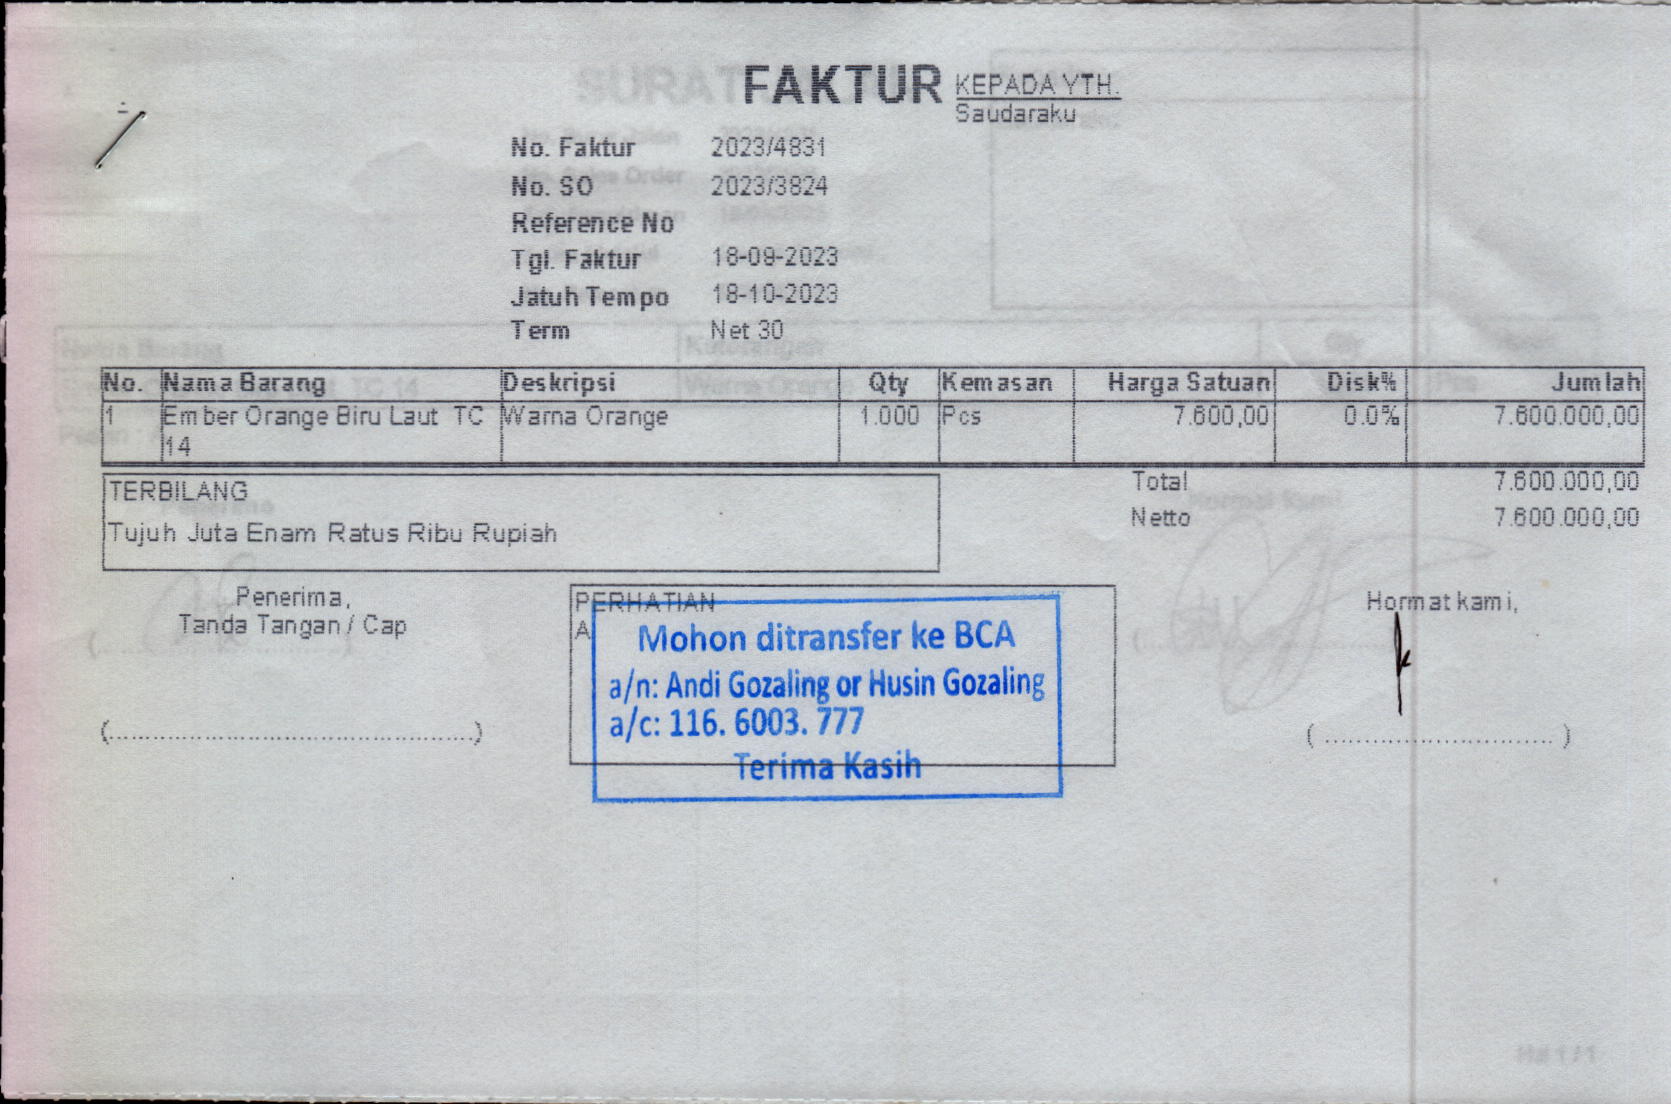 FAKTUR
KEPADA YTH.
Saudaraku
No. Faktur 2023/4831
No. SO 2023/3824
Reference No
Tgl. Faktur 18-09-2023
Jatuh Tempo 18-10-2023
Term Net 30
No. Nama Barang Deskripsi Qty Kemasan Harga Satuan Disk% Jumlah
1 Ember Orange Biru Laut TC Warna Orange 1.000 Pcs 7.600,00 0.0% 7.600.000,00
14
TERBILANG
Tujuh Juta Enam Ratus Ribu Rupiah
Total 7.600.000,00
Netto 7.600.000,00
Penerima,
Tanda Tangan / Cap
(.............................................)
PERHATIAN
A
Mohon ditransfer ke BCA
a/n: Andi Gozaling or Husin Gozaling
a/c: 116. 6003. 777
Terima Kasih
Hormat kami,
( ............................ )
SURAT
Hal 1 / 1